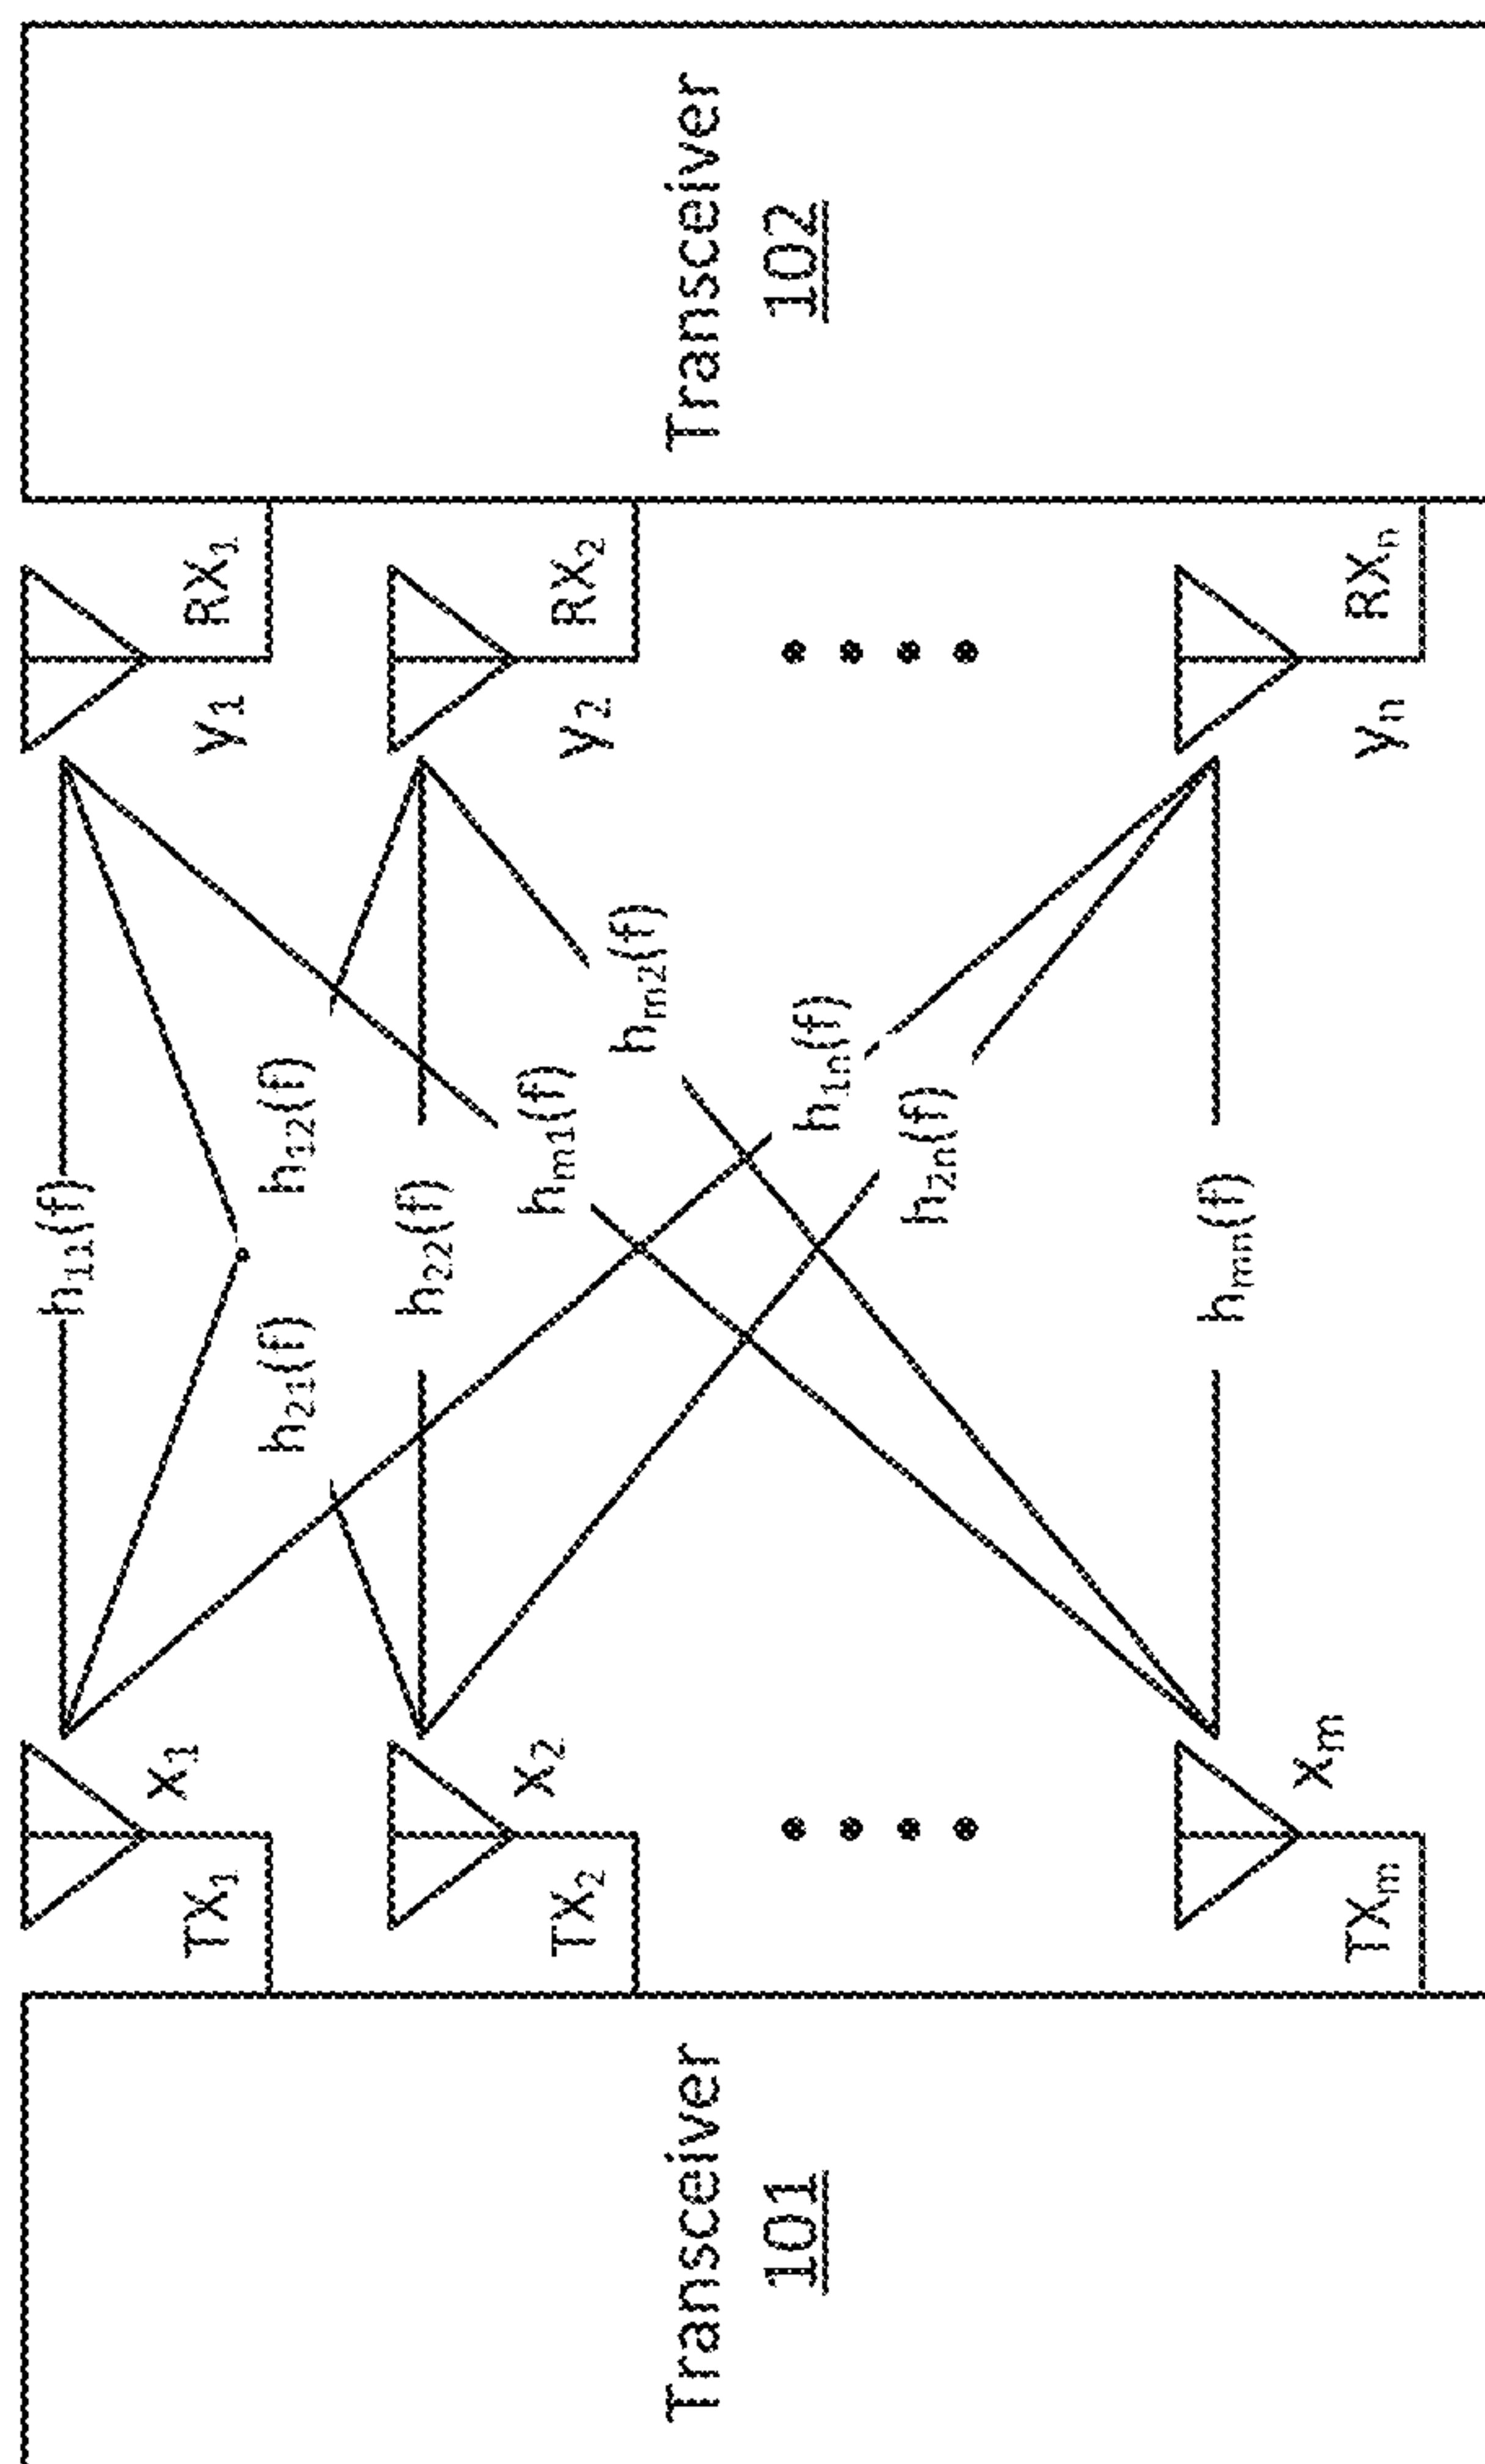 Transceiver
101
TX₁
x₁
TX₂
x₂
TXₘ
xₘ
h₁₁(f)
h₂₁(f)
h₁₂(f)
h₂₂(f)
hₘ₁(f)
hₘ₂(f)
h₁ₙ(f)
h₂ₙ(f)
hₘₙ(f)
y₁
RX₁
y₂
RX₂
yₙ
RXₙ
Transceiver
102